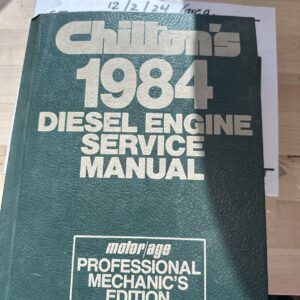 12/2/24
Chilton's
1984
DIESEL ENGINE
SERVICE
MANUAL
motor/age
PROFESSIONAL
MECHANIC'S
EDITION